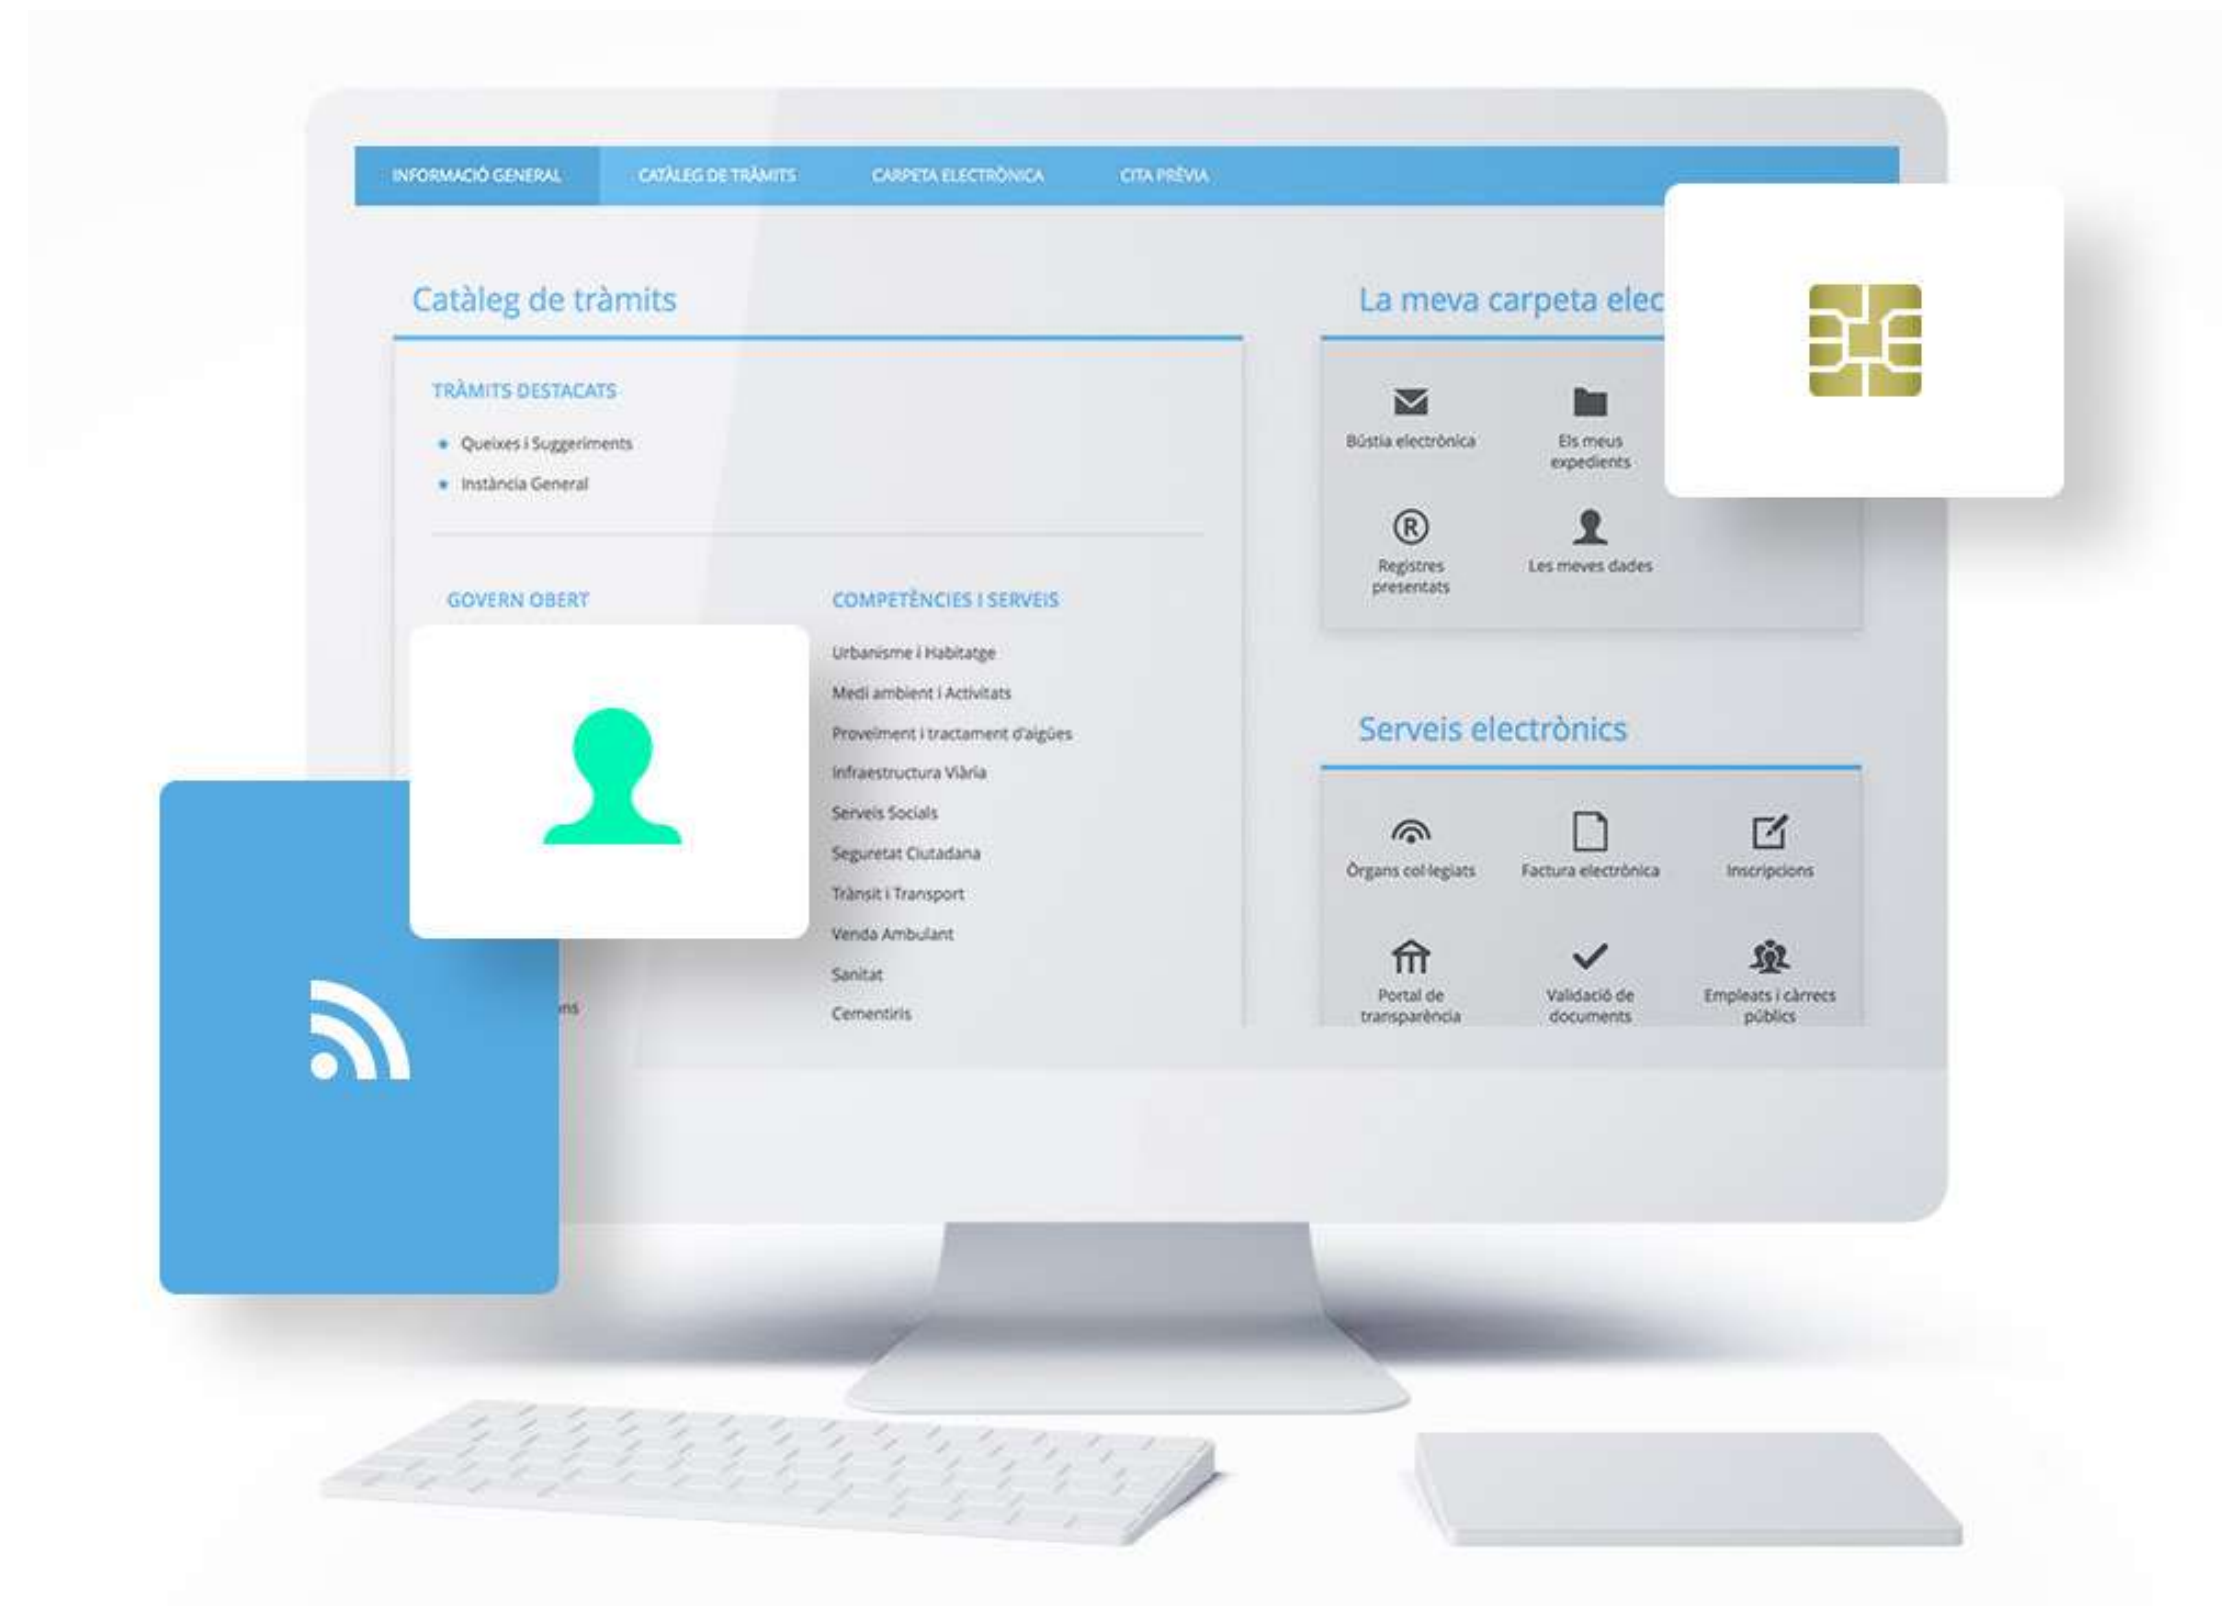 INFORMACIÓ GENERAL
CATÀLEG DE TRÀMITS
CARPETA ELECTRÒNICA
CITA PRÈVIA
Catàleg de tràmits
TRÀMITS DESTACATS
Queixes i Suggeriments
Instància General
GOVERN OBERT
COMPETÈNCIES I SERVEIS
Urbanisme i Habitatge
Medi ambient i Activitats
Proveïment i tractament d'aigües
Infraestructura Viària
Serveis Socials
Seguretat Ciutadana
Trànsit i Transport
Venda Ambulant
Sanitat
Cementiris
La meva carpeta
Bústia electrònica
Els meus
expedients
Registres
presentats
Les meves dades
Serveis electrònics
Òrgans col·legiats
Factura electrònica
Inscripcions
Portal de
transparència
Validació de
documents
Empleats i càrrecs
públics